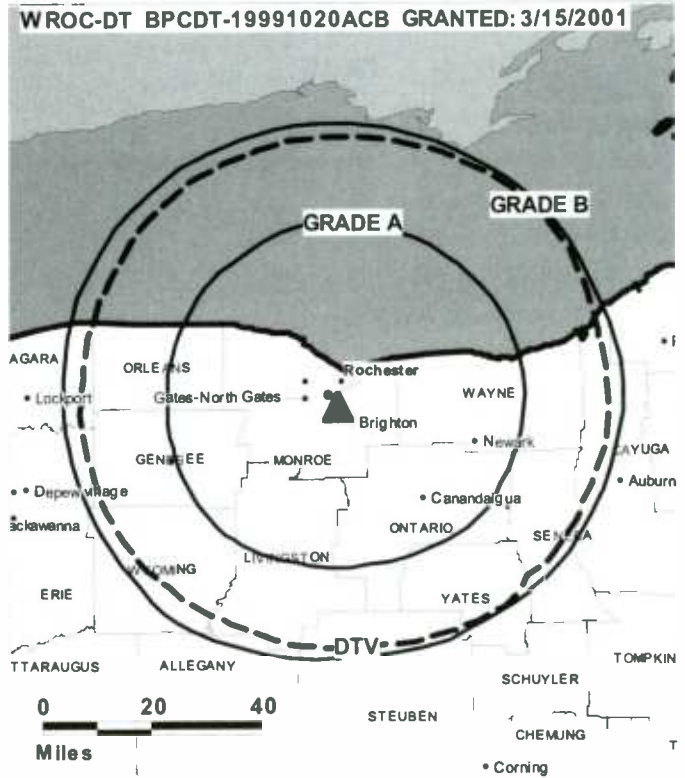 WROC-DT BPCDT-19991020ACB GRANTED: 3/15/2001
GRADE B
GRADE A
AGARA
ORLEANS
Rochester
Lockport
Gates-North Gates
WAYNE
Brighton
Newark
GENESEE
MONROE
AYUGA
Depew village
Auburn
Canandaigua
ackawanna
ONTARIO
SENECA
LIVINGSTON
WYOMING
ERIE
YATES
DTV
TTARAUGUS
ALLEGANY
TOMPKIN
SCHUYLER
0 20 40
STEUBEN
CHEMUNG
Miles
T
Corning